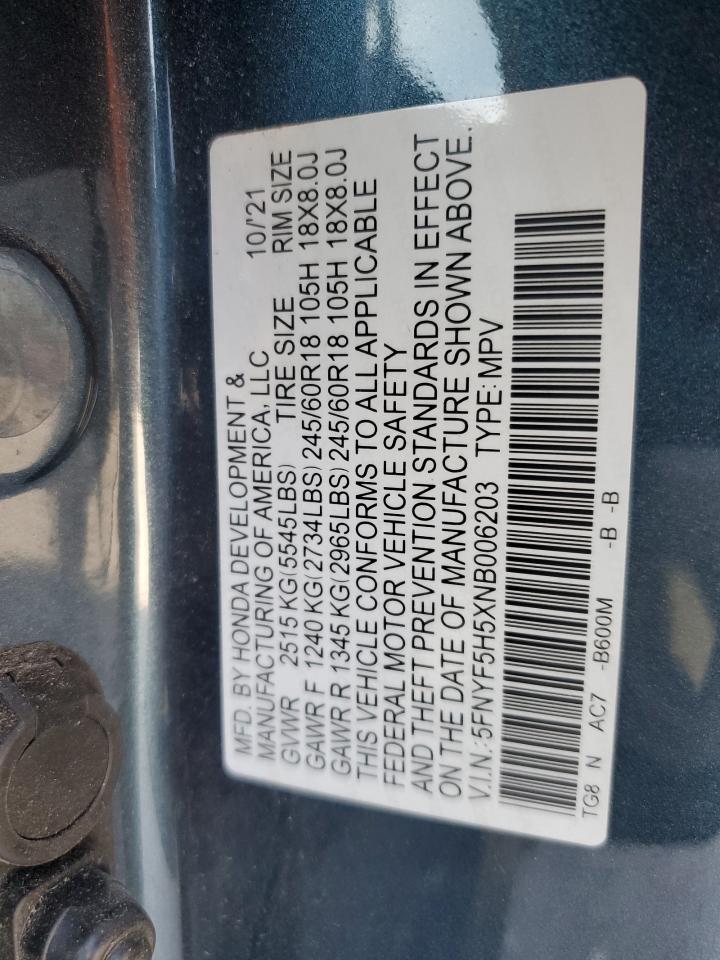 MFD. BY HONDA DEVELOPMENT &
MANUFACTURING OF AMERICA, LLC 10/'21
GVWR 2515 KG(5545LBS) TIRE SIZE RIM SIZE
GAWR F 1240 KG(2734LBS) 245/60R18 105H 18X8.0J
GAWR R 1345 KG(2965LBS) 245/60R18 105H 18X8.0J
THIS VEHICLE CONFORMS TO ALL APPLICABLE
FEDERAL MOTOR VEHICLE SAFETY
AND THEFT PREVENTION STANDARDS IN EFFECT
ON THE DATE OF MANUFACTURE SHOWN ABOVE.
V.I.N.: 5FNYF5H5XNB006203 TYPE: MPV
TG8 N AC7 -B600M -B -B